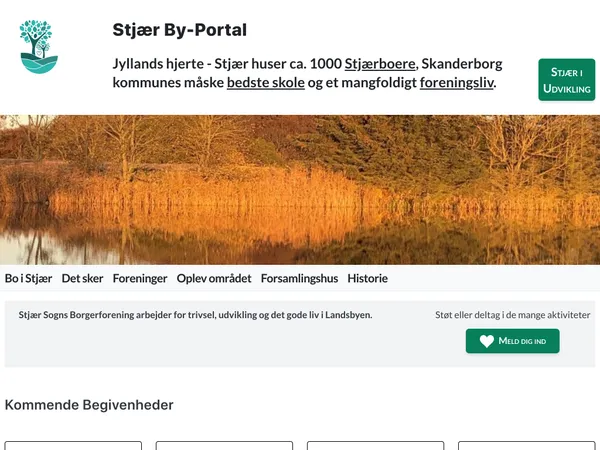 Stjær By-Portal
Jyllands hjerte - Stjær huser ca. 1000 Stjærboere, Skanderborg
kommunes måske bedste skole og et mangfoldigt foreningsliv.
Stjær i
Udvikling
Bo i Stjær Det sker Foreninger Oplev området Forsamlingshus Historie
Stjær Sogns Borgerforening arbejder for trivsel, udvikling og det gode liv i Landsbyen.
Støt eller deltag i de mange aktiviteter
Meld dig ind
Kommende Begivenheder